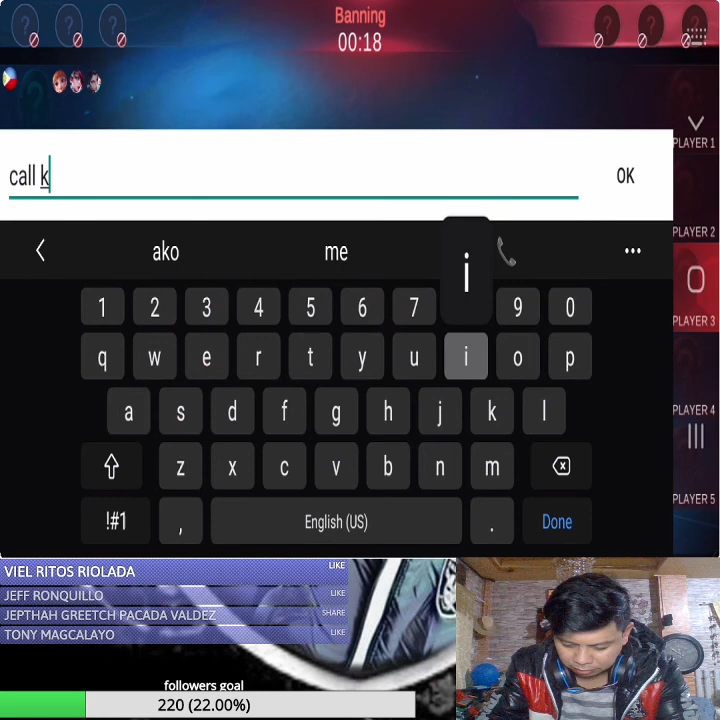 Banning
00:18
PLAYER 1
call k
OK
PLAYER 2
ako me
i
1 2 3 4 5 6 7 9 0
PLAYER 3
q w e r t y u i o p
a s d f g h j k l
PLAYER 4
z x c v b n m
PLAYER 5
!#1 , English (US) . Done
VIEL RITOS RIOLADA LIKE
JEFF RONQUILLO LIKE
JEPTHAH GREETCH PACADA VALDEZ SHARE
TONY MAGCALAYO LIKE
followers goal
220 (22.00%)